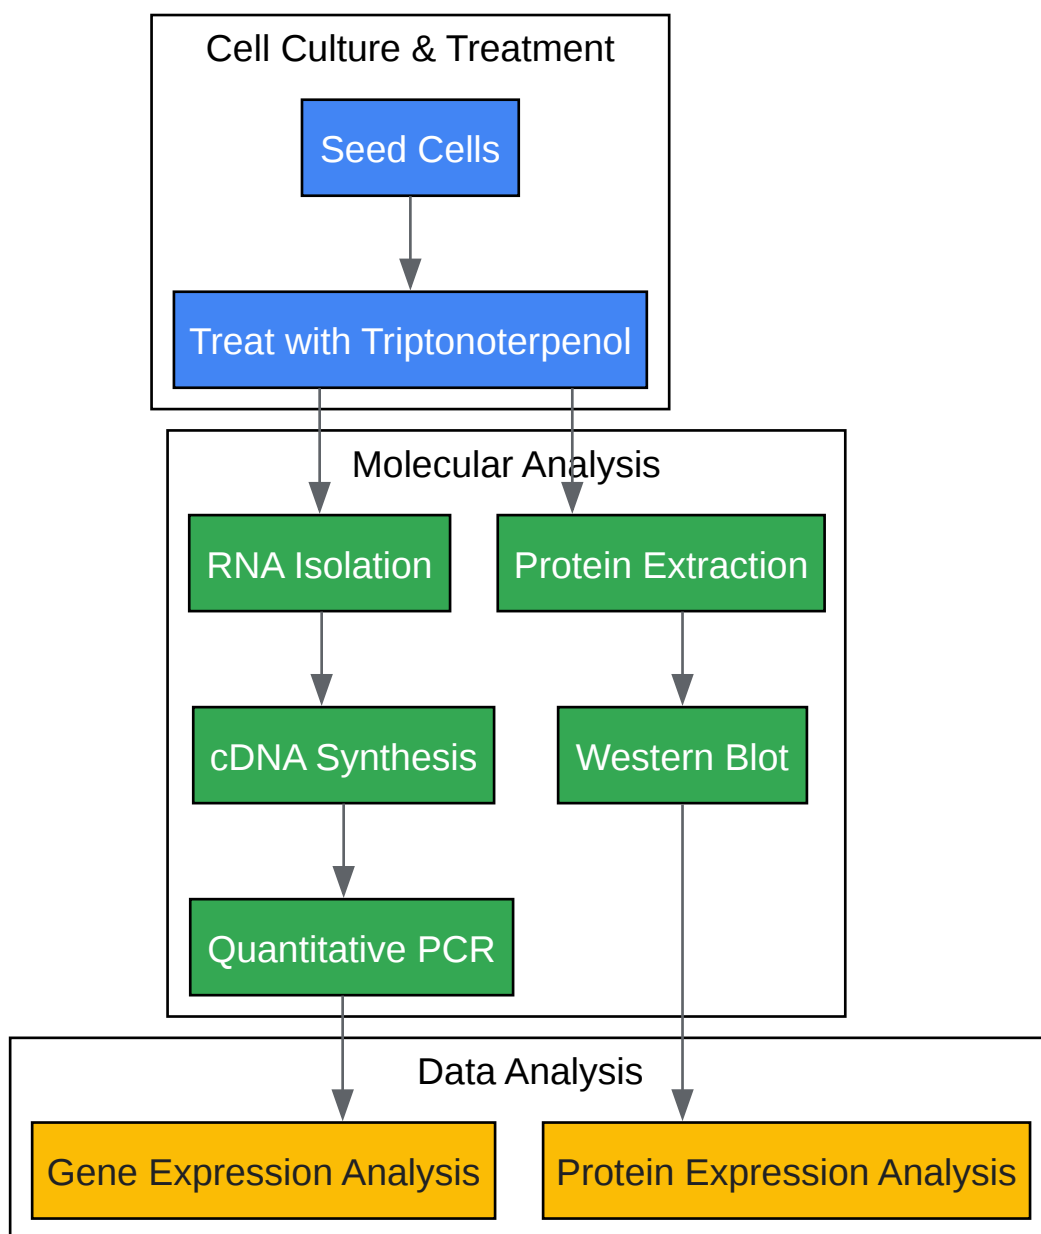 Cell Culture & Treatment
Seed Cells
Treat with Triptonoterpenol
Molecular Analysis
RNA Isolation
Protein Extraction
cDNA Synthesis
Western Blot
Quantitative PCR
Data Analysis
Gene Expression Analysis
Protein Expression Analysis